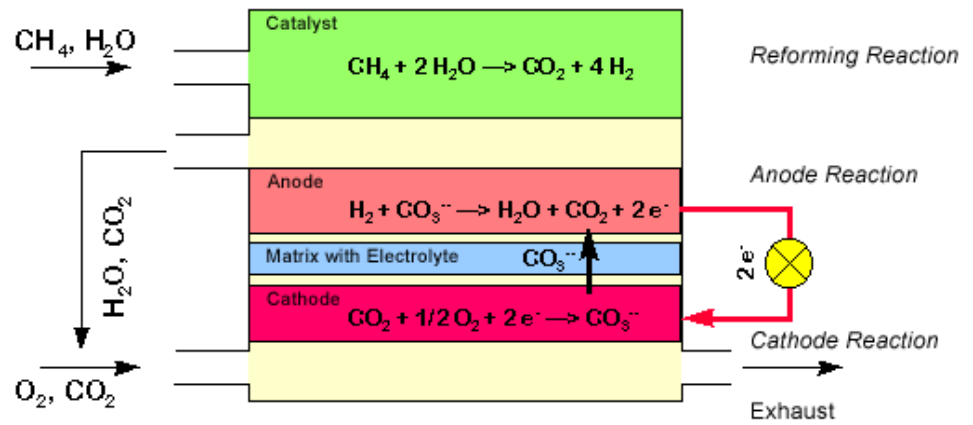 CH₄, H₂O
Catalyst
CH₄ + 2 H₂O —> CO₂ + 4 H₂
Reforming Reaction
Anode
H₂ + CO₃⁻⁻ —> H₂O + CO₂ + 2 e⁻
Anode Reaction
H₂O, CO₂
Matrix with Electrolyte
CO₃⁻⁻
2 e⁻
Cathode
CO₂ + 1/2 O₂ + 2 e⁻ —> CO₃⁻⁻
Cathode Reaction
O₂, CO₂
Exhaust